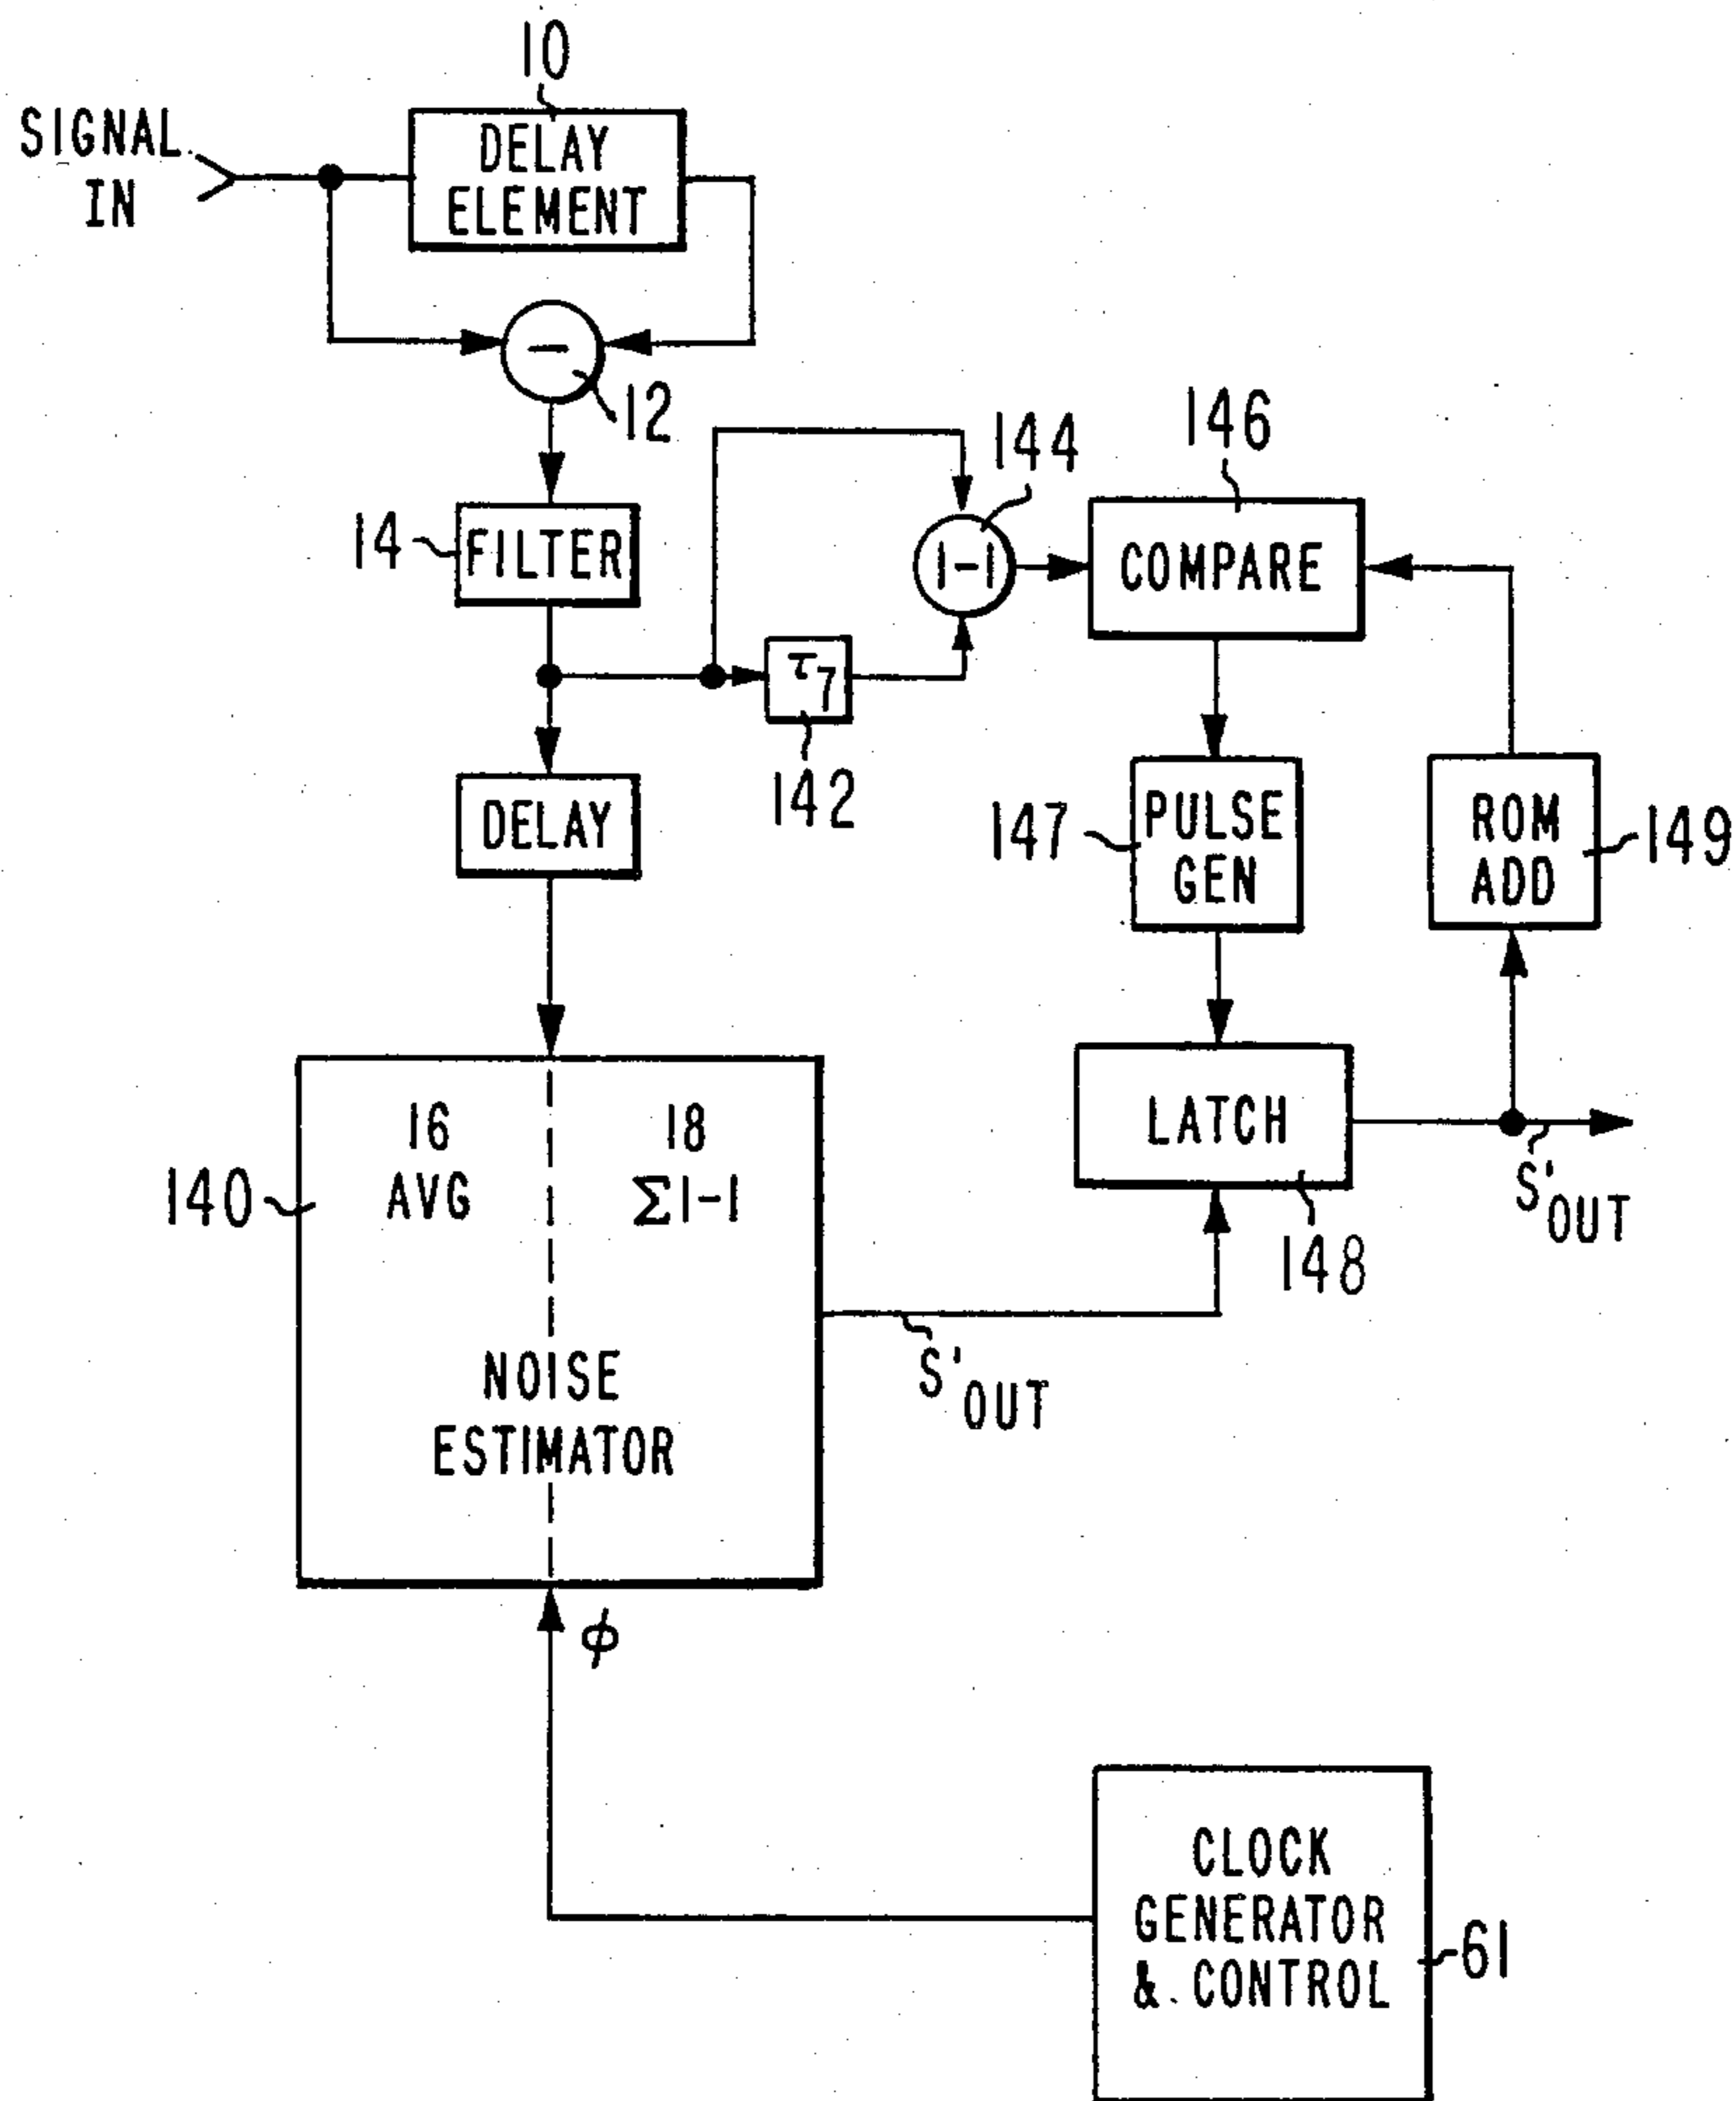 10
SIGNAL
IN
DELAY
ELEMENT
−
12
144
146
14
FILTER
|−|
COMPARE
τ7
142
DELAY
147
PULSE
GEN
ROM
ADD
149
16
AVG
18
Σ|−|
140
LATCH
148
S'OUT
S'OUT
NOISE
ESTIMATOR
ϕ
CLOCK
GENERATOR
& CONTROL
61